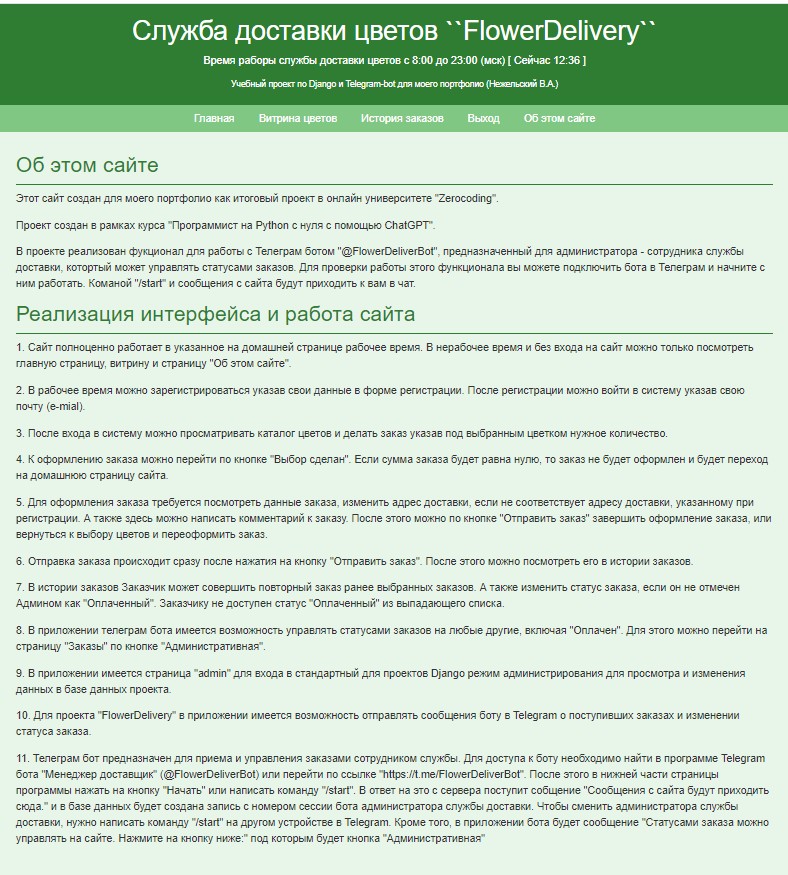 Служба доставки цветов ``FlowerDelivery``
Время раборы службы доставки цветов с 8:00 до 23:00 (мск) [ Сейчас 12:36 ]
Учебный проект по Django и Telegram-bot для моего портфолио (Нежельский В.А.)
Главная Витрина цветов История заказов Выход Об этом сайте
Об этом сайте
Этот сайт создан для моего портфолио как итоговый проект в онлайн университете "Zerocoding".
Проект создан в рамках курса "Программист на Python с нуля с помощью ChatGPT".
В проекте реализован фукционал для работы с Телеграм ботом "@FlowerDeliverBot", предназначенный для администратора - сотрудника службы
доставки, котортый может управлять статусами заказов. Для проверки работы этого функционала вы можете подключить бота в Телеграм и начните с
ним работать. Команой "/start" и сообщения с сайта будут приходить к вам в чат.
Реализация интерфейса и работа сайта
1. Сайт полноценно работает в указанное на домашней странице рабочее время. В нерабочее время и без входа на сайт можно только посмотреть
главную страницу, витрину и страницу "Об этом сайте".
2. В рабочее время можно зарегистрироваться указав свои данные в форме регистрации. После регистрации можно войти в систему указав свою
почту (e-mial).
3. После входа в систему можно просматривать каталог цветов и делать заказ указав под выбранным цветком нужное количество.
4. К оформлению заказа можно перейти по кнопке "Выбор сделан". Если сумма заказа будет равна нулю, то заказ не будет оформлен и будет переход
на домашнюю страницу сайта.
5. Для оформления заказа требуется посмотреть данные заказа, изменить адрес доставки, если не соответствует адресу доставки, указанному при
регистрации. А также здесь можно написать комментарий к заказу. После этого можно по кнопке "Отправить заказ" завершить оформление заказа, или
вернуться к выбору цветов и переоформить заказ.
6. Отправка заказа происходит сразу после нажатия на кнопку "Отправить заказ". После этого можно посмотреть его в истории заказов.
7. В истории заказов Заказчик может совершить повторный заказ ранее выбранных заказов. А также изменить статус заказа, если он не отмечен
Админом как "Оплаченный". Заказчику не доступен статус "Оплаченный" из выпадающего списка.
8. В приложении телеграм бота имеется возможность управлять статусами заказов на любые другие, включая "Оплачен". Для этого можно перейти на
страницу "Заказы" по кнопке "Административная".
9. В приложении имеется страница "admin" для входа в стандартный для проектов Django режим администрирования для просмотра и изменения
данных в базе данных проекта.
10. Для проекта "FlowerDelivery" в приложении имеется возможность отправлять сообщения боту в Telegram о поступивших заказах и изменении
статуса заказа.
11. Телеграм бот предназначен для приема и управления заказами сотрудником службы. Для доступа к боту необходимо найти в программе Telegram
бота "Менеджер доставщик" (@FlowerDeliverBot) или перейти по ссылке "https://t.me/FlowerDeliverBot". После этого в нижней части страницы
программы нажать на кнопку "Начать" или написать команду "/start". В ответ на это с сервера поступит собщение "Сообщения с сайта будут приходить
сюда." и в базе данных будет создана запись с номером сессии бота администратора службы доставки. Чтобы сменить администратора службы
доставки, нужно написать команду "/start" на другом устройстве в Telegram. Кроме того, в приложении бота будет сообщение "Статусами заказа можно
управлять на сайте. Нажмите на кнопку ниже:" под которым будет кнопка "Административная"